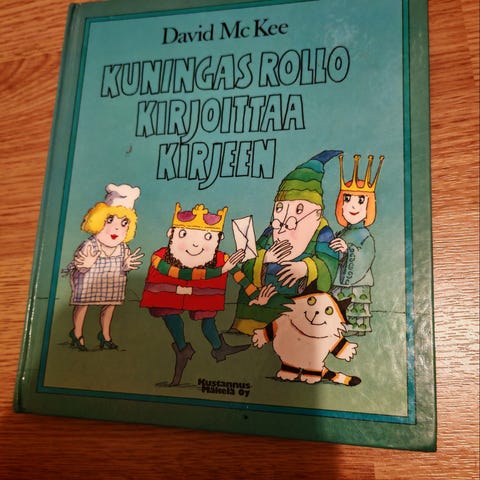 David McKee
KUNINGAS ROLLO
KIRJOITTAA
KIRJEEN
Kustannus-
Mäkelä Oy